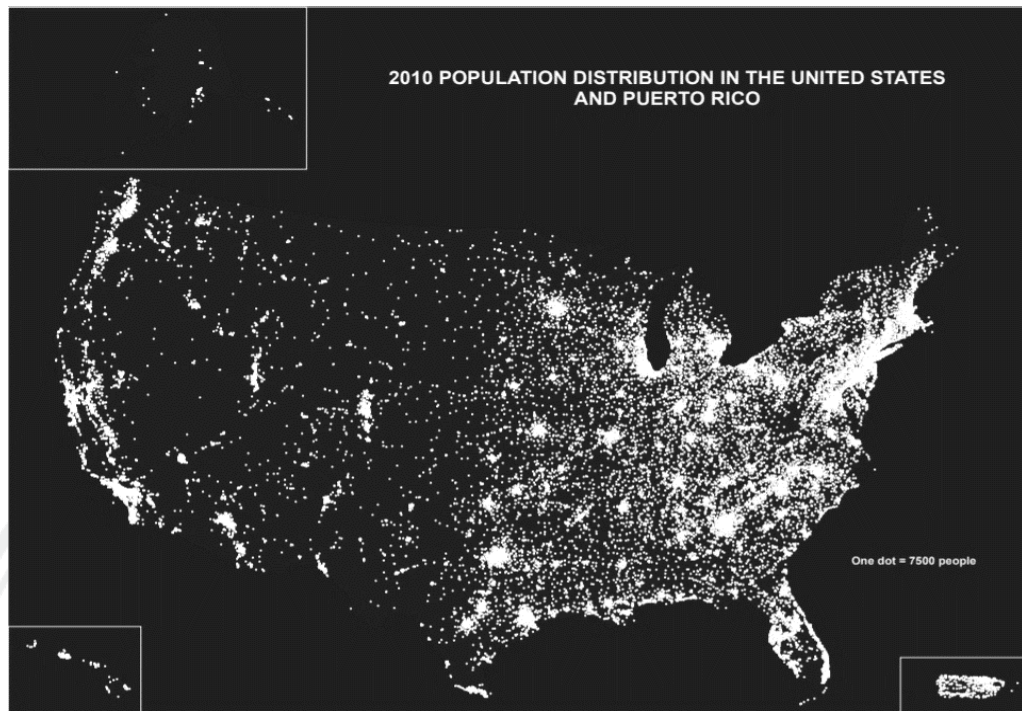 2010 POPULATION DISTRIBUTION IN THE UNITED STATES
AND PUERTO RICO
One dot = 7500 people